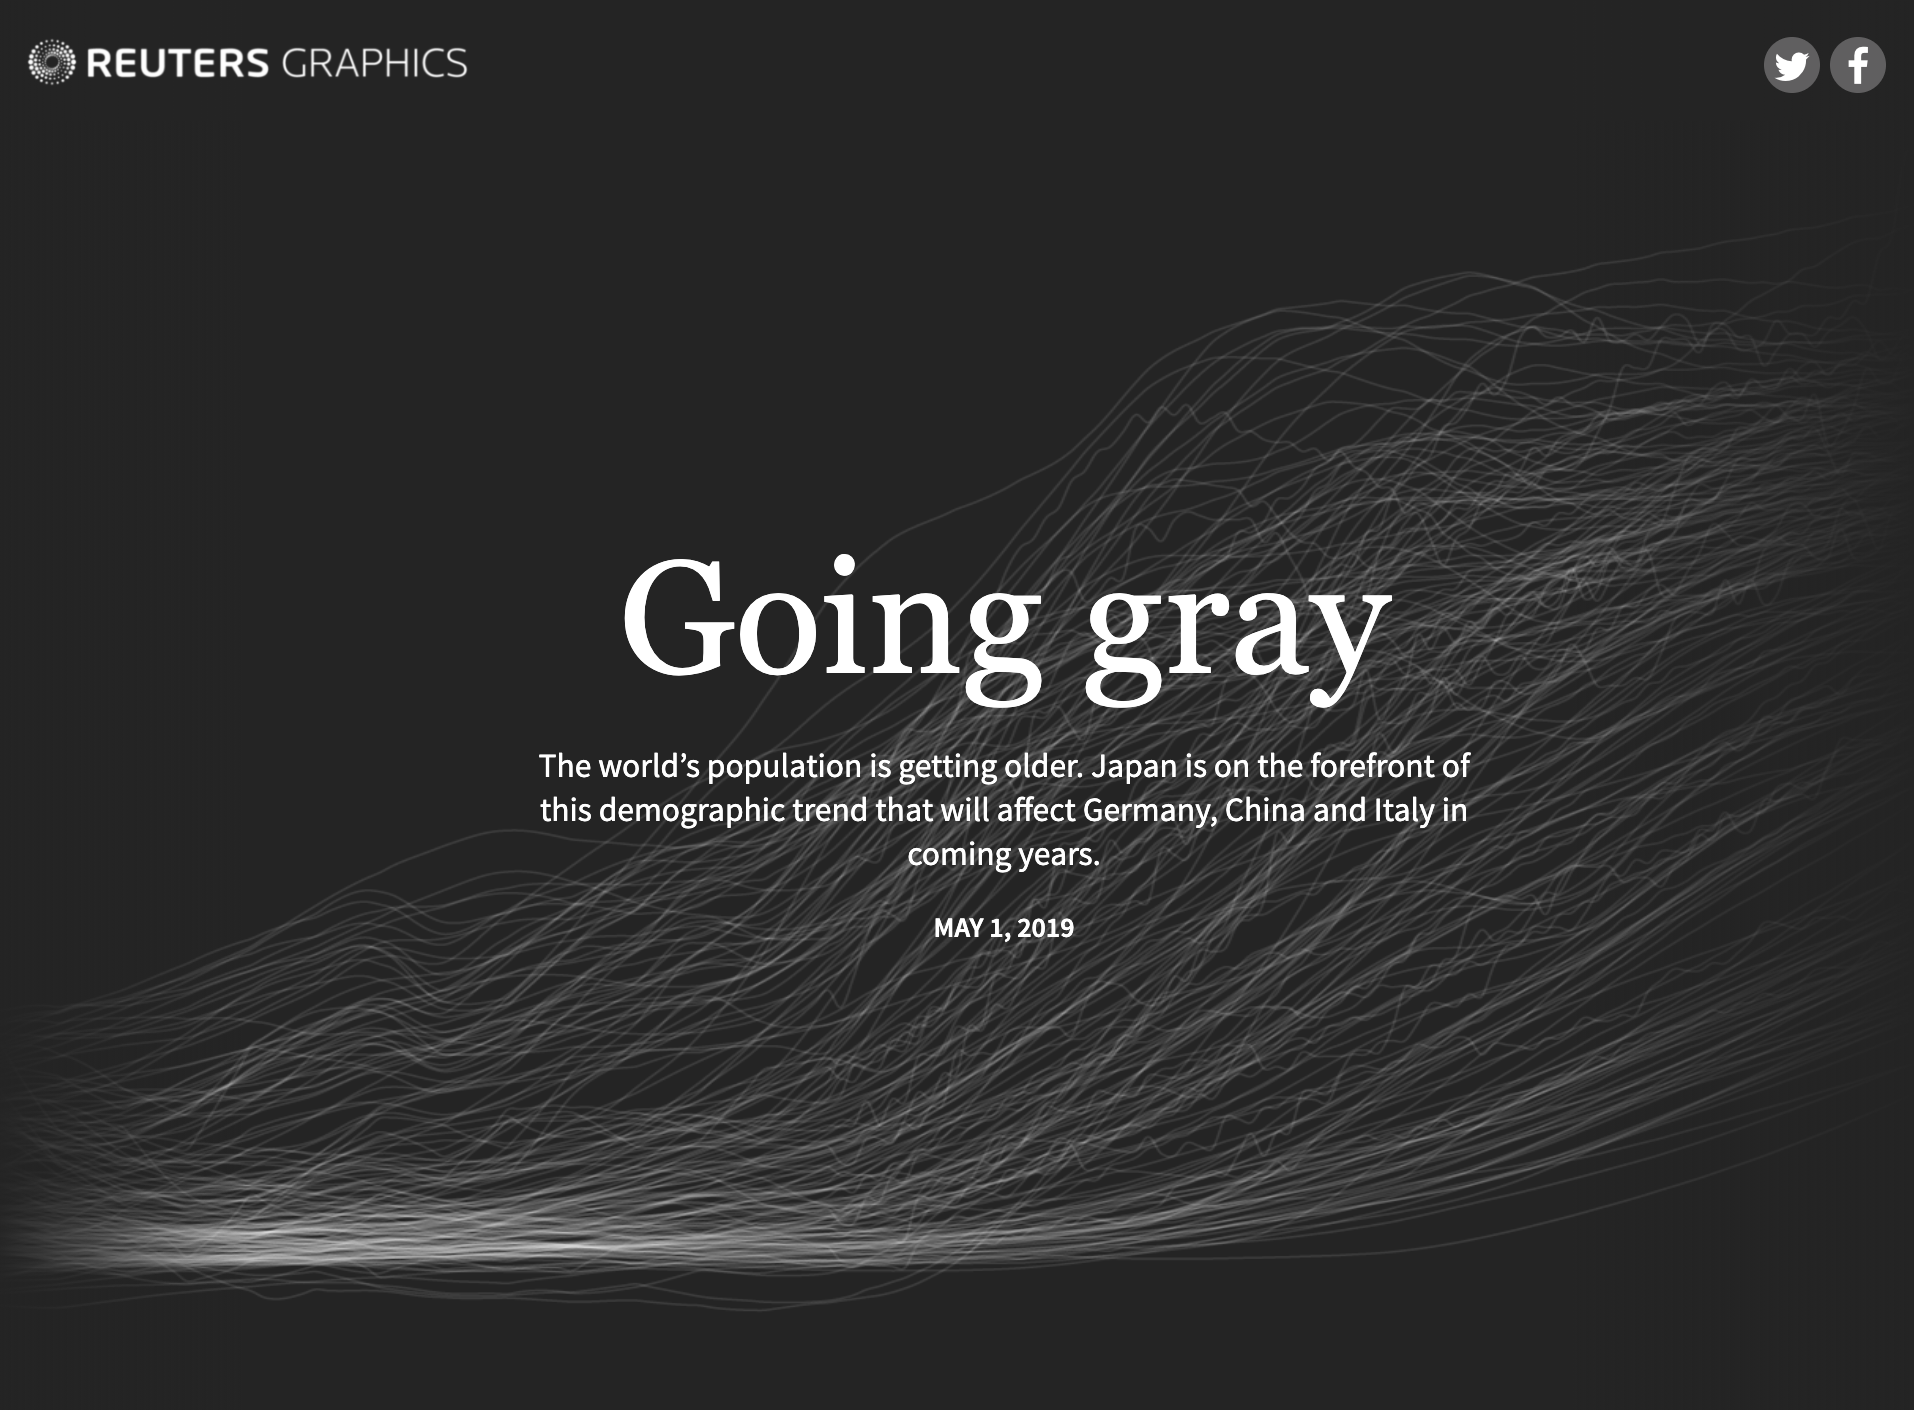 REUTERS GRAPHICS
Going gray
The world’s population is getting older. Japan is on the forefront of
this demographic trend that will affect Germany, China and Italy in
coming years.
MAY 1, 2019